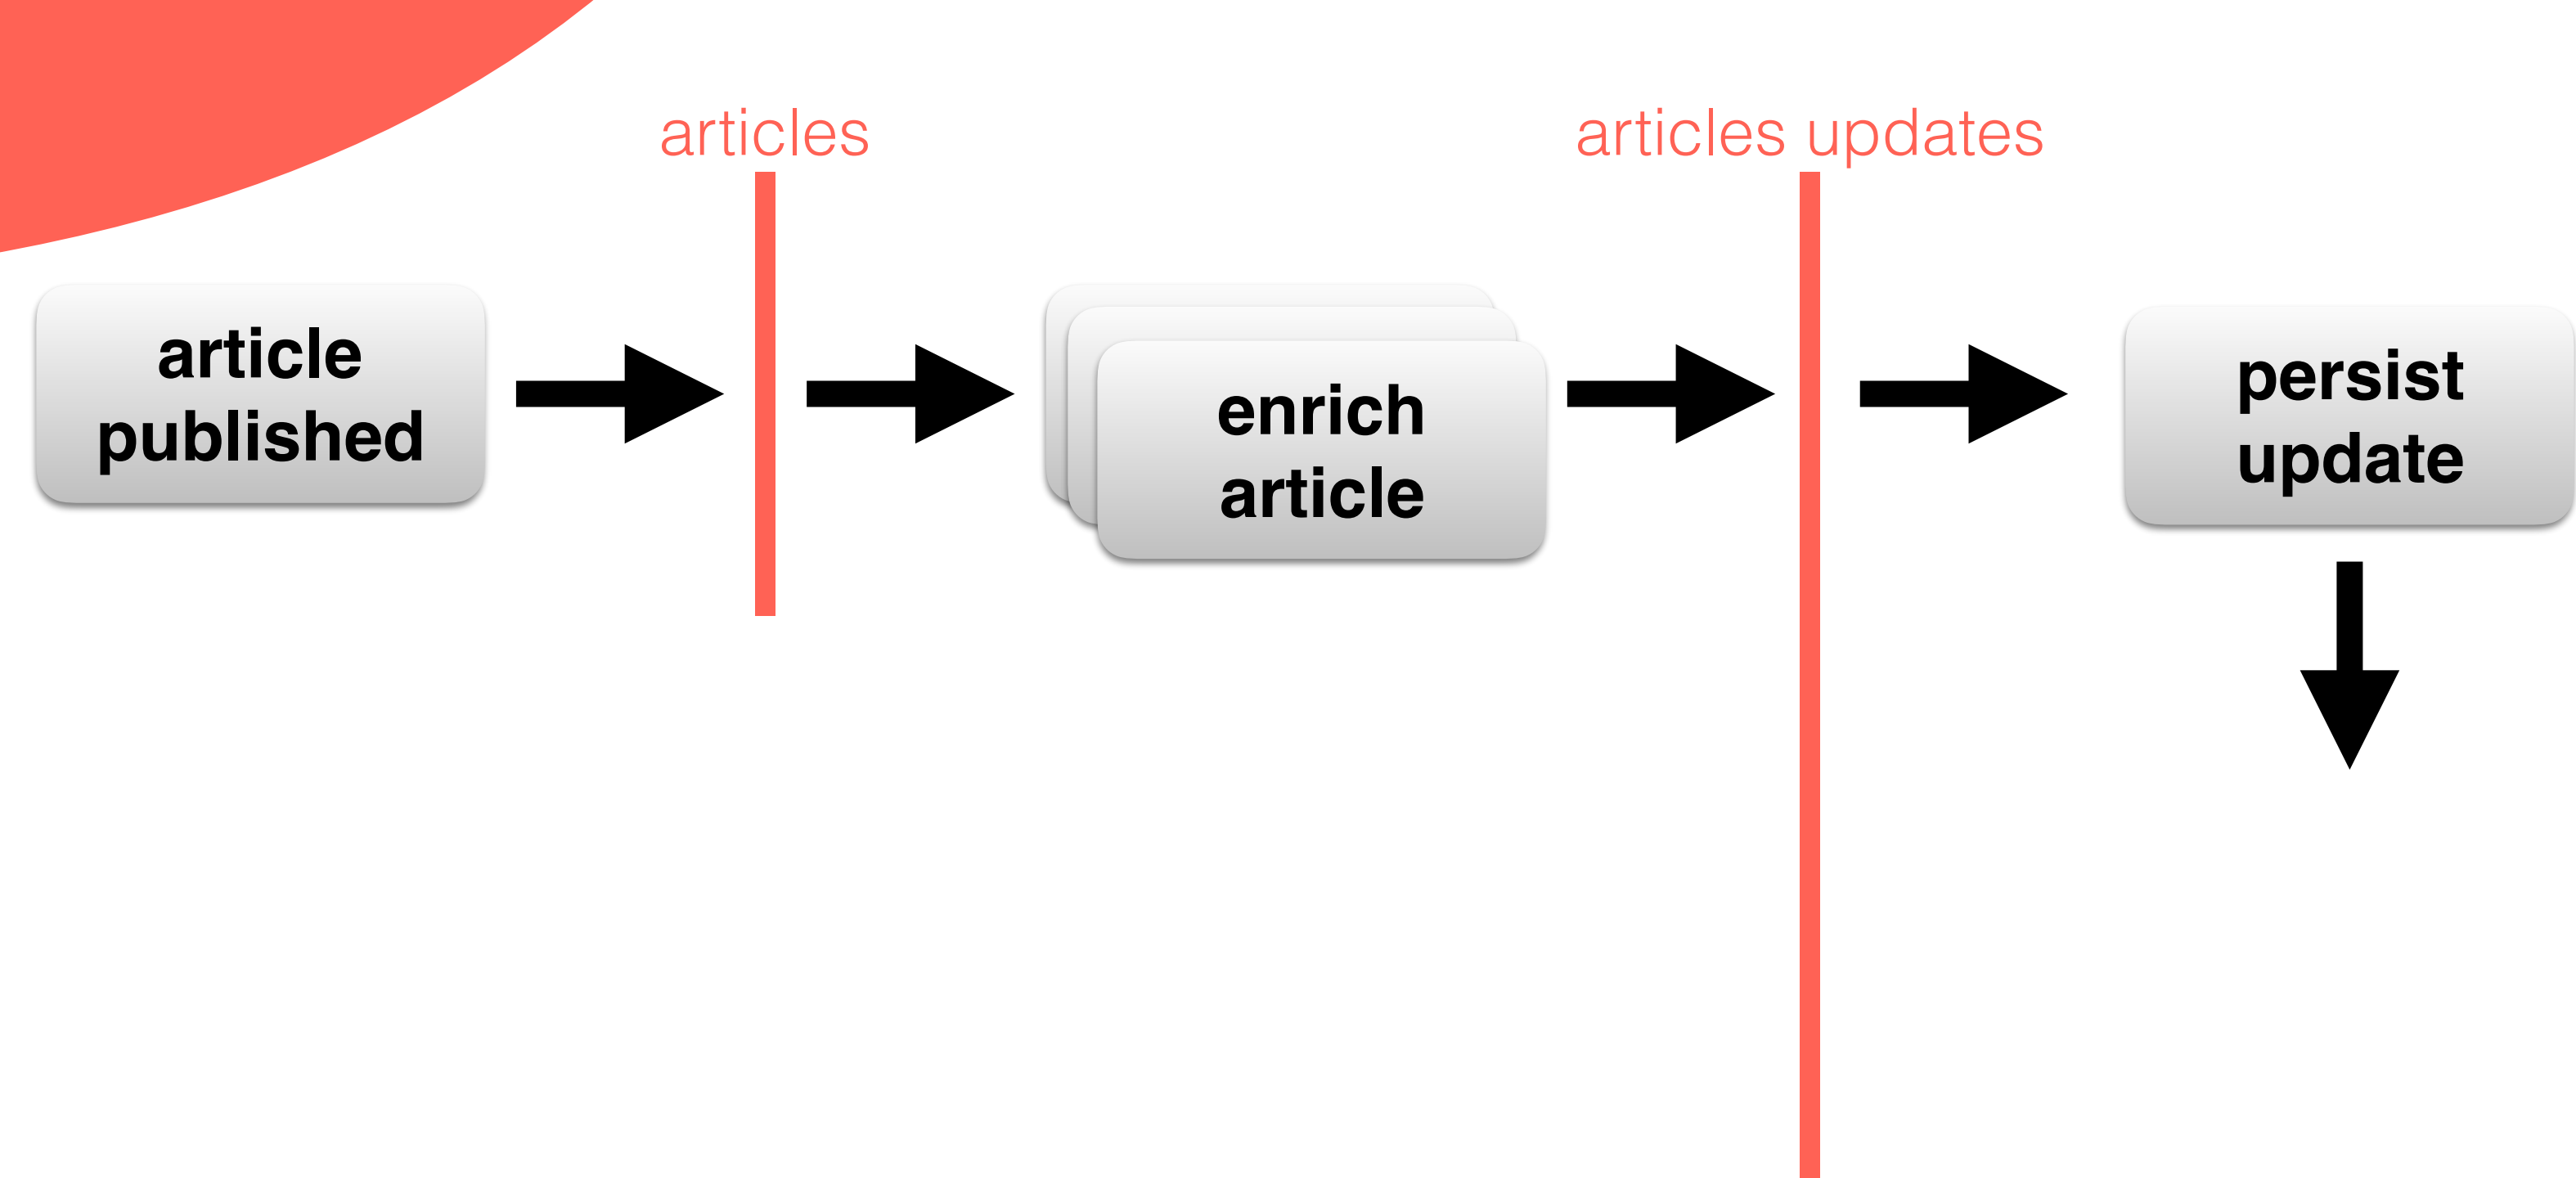 articles
articles updates
article
published
enrich
article
persist
update